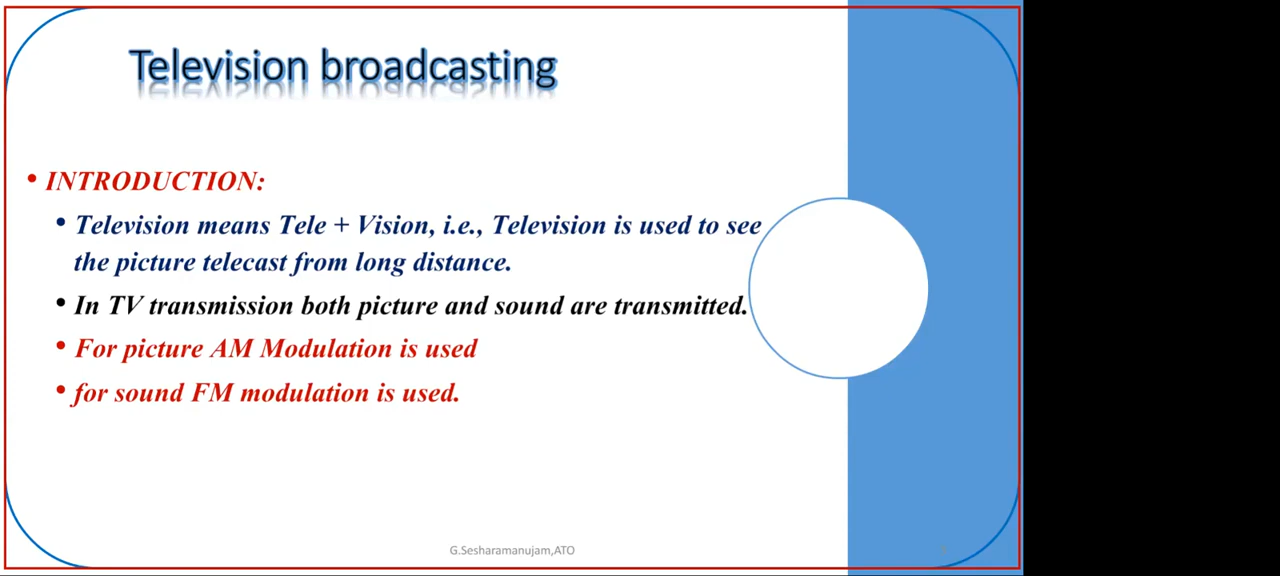 Television broadcasting
• INTRODUCTION:
• Television means Tele + Vision, i.e., Television is used to see
the picture telecast from long distance.
• In TV transmission both picture and sound are transmitted.
• For picture AM Modulation is used
• for sound FM modulation is used.
G.Sesharamanujam,ATO